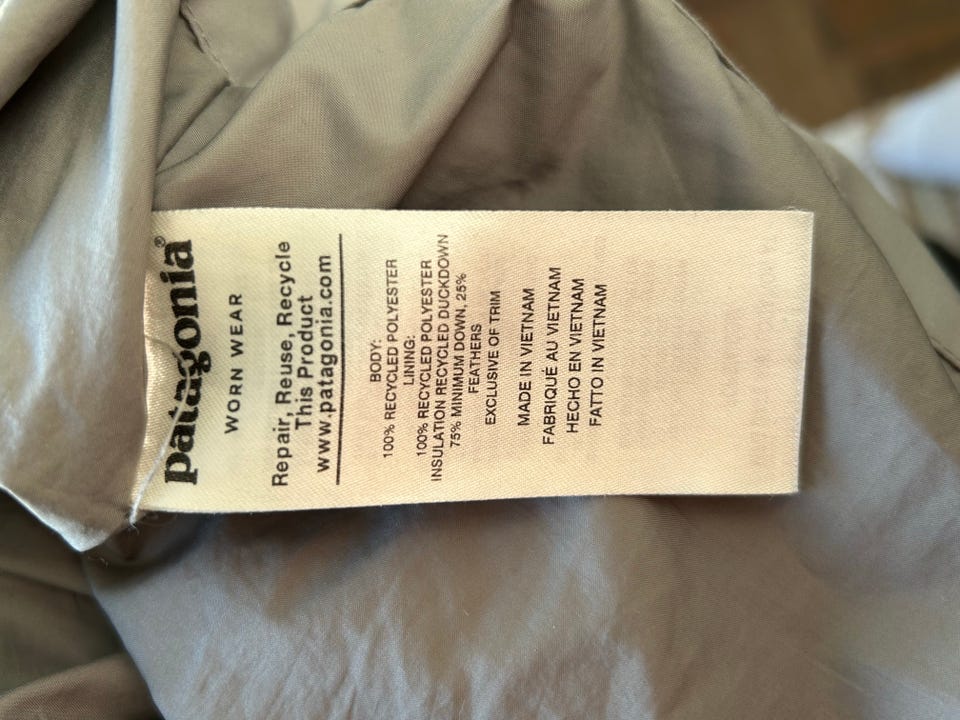 patagonia®
WORN WEAR
Repair, Reuse, Recycle
This Product
www.patagonia.com
BODY:
100% RECYCLED POLYESTER
LINING:
100% RECYCLED POLYESTER
INSULATION RECYCLED DUCKDOWN
75% MINIMUM DOWN, 25%
FEATHERS
EXCLUSIVE OF TRIM
MADE IN VIETNAM
FABRIQUÉ AU VIETNAM
HECHO EN VIETNAM
FATTO IN VIETNAM